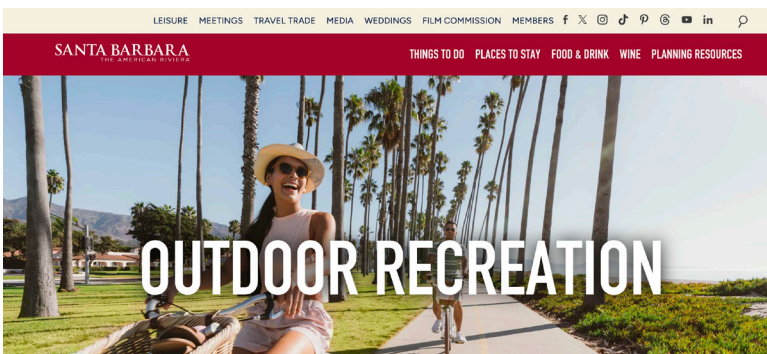 LEISURE MEETINGS TRAVEL TRADE MEDIA WEDDINGS FILM COMMISSION MEMBERS
SANTA BARBARA
THE AMERICAN RIVIERA
THINGS TO DO PLACES TO STAY FOOD & DRINK WINE PLANNING RESOURCES
OUTDOOR RECREATION